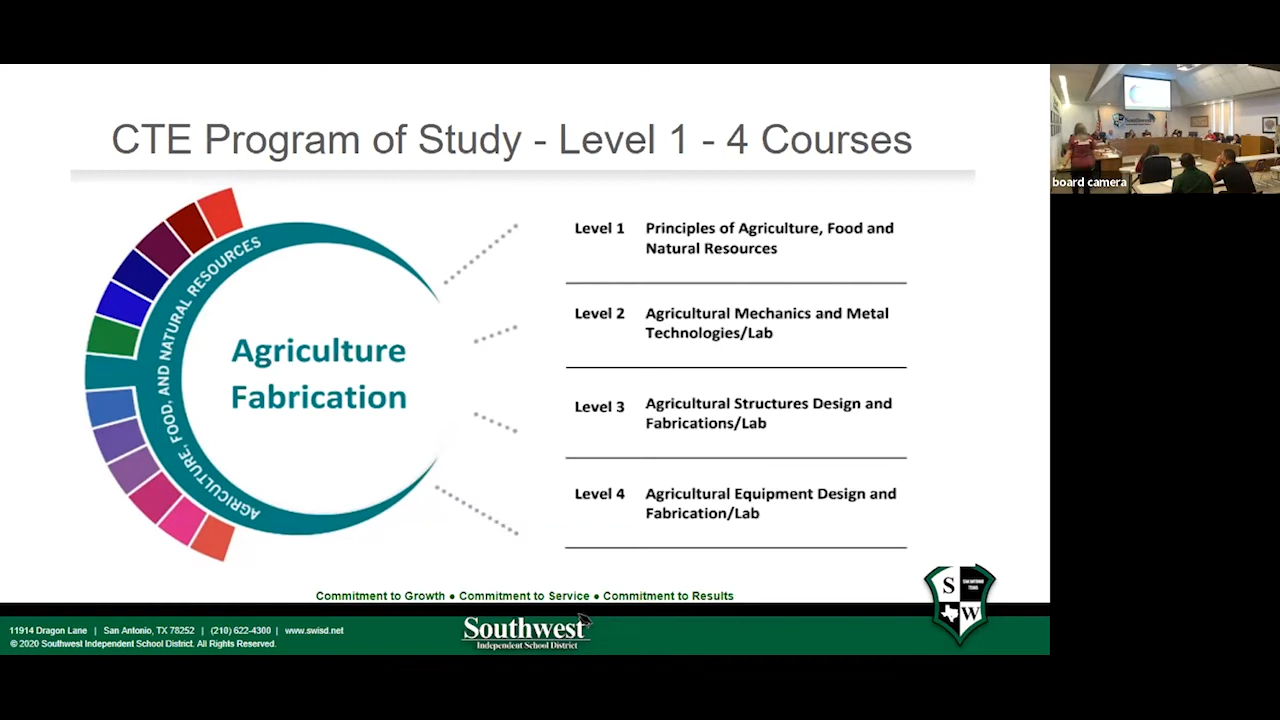 CTE Program of Study - Level 1 - 4 Courses
AGRICULTURE, FOOD, AND NATURAL RESOURCES
Agriculture
Fabrication
Level 1 Principles of Agriculture, Food and
Natural Resources
Level 2 Agricultural Mechanics and Metal
Technologies/Lab
Level 3 Agricultural Structures Design and
Fabrications/Lab
Level 4 Agricultural Equipment Design and
Fabrication/Lab
Commitment to Growth ● Commitment to Service ● Commitment to Results
11914 Dragon Lane | San Antonio, TX 78252 | (210) 622-4300 | www.swisd.net
© 2020 Southwest Independent School District. All Rights Reserved.
Southwest
Independent School District
S
SAN ANTONIO
TEXAS
W
Southwest
board camera